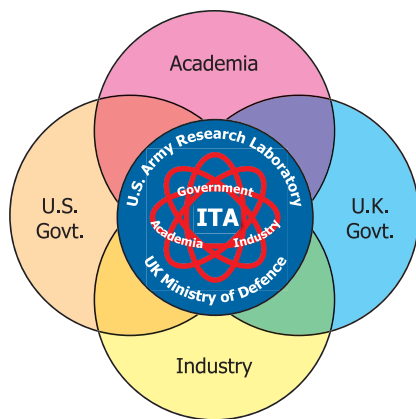 Academia
U.S.
Govt.
U.S. Army Research Laboratory
Government
ITA
Academia
Industry
UK Ministry of Defence
U.K.
Govt.
Industry